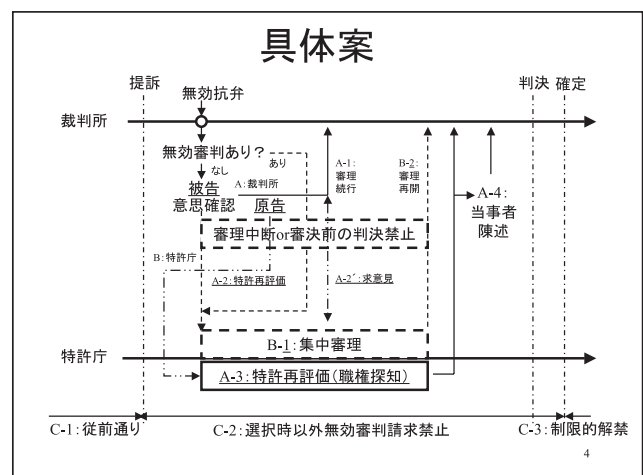 具体案
提訴
判決
確定
無効抗弁
裁判所
無効審判あり？
あり
なし
A-1：
審理
続行
B-2：
審理
再開
被告
A：裁判所
意思確認
原告
A-4：
当事者
陳述
審理中断or審決前の判決禁止
B：特許庁
A-2：特許再評価
A-2´：求意見
B-1：集中審理
特許庁
A-3：特許再評価（職権探知）
C-1：従前通り
C-2：選択時以外無効審判請求禁止
C-3：制限的解禁
4